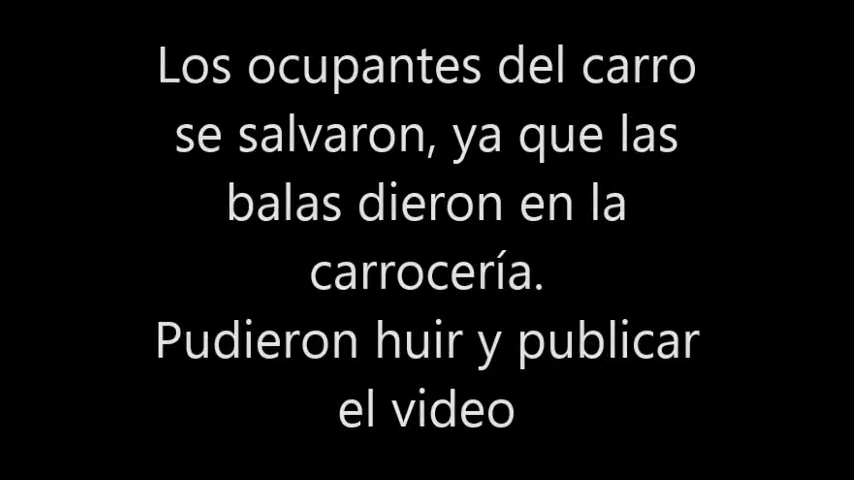 Los ocupantes del carro
se salvaron, ya que las
balas dieron en la
carrocería.
Pudieron huir y publicar
el video